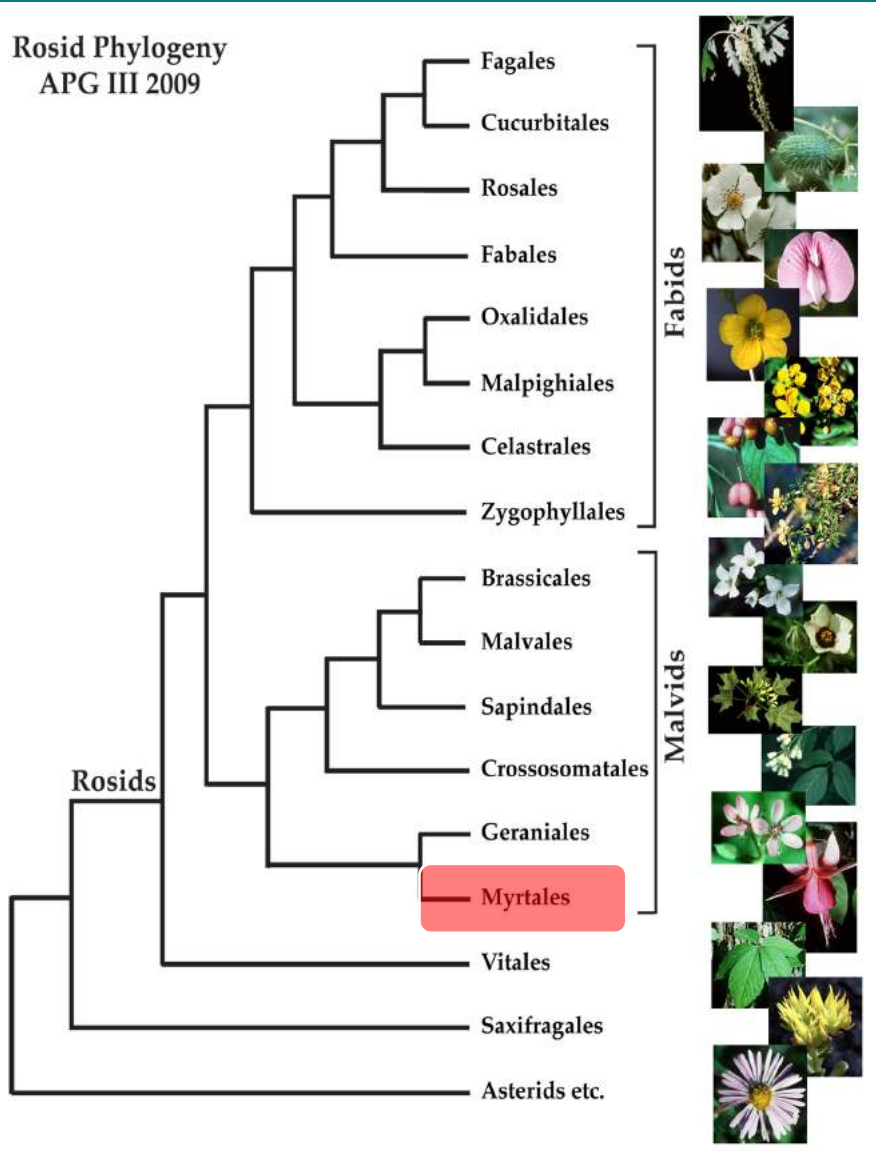 Rosid Phylogeny
APG III 2009
Fagales
Cucurbitales
Rosales
Fabales
Oxalidales
Malpighiales
Celastrales
Zygophyllales
Fabids
Brassicales
Malvales
Sapindales
Crossosomatales
Geraniales
Myrtales
Malvids
Rosids
Vitales
Saxifragales
Asterids etc.